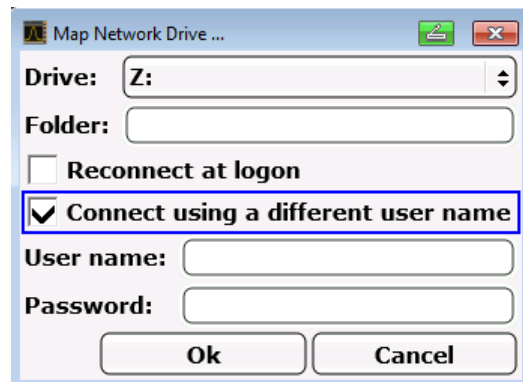 Map Network Drive ...
Drive: Z:
Folder:
Reconnect at logon
Connect using a different user name
User name:
Password:
Ok Cancel